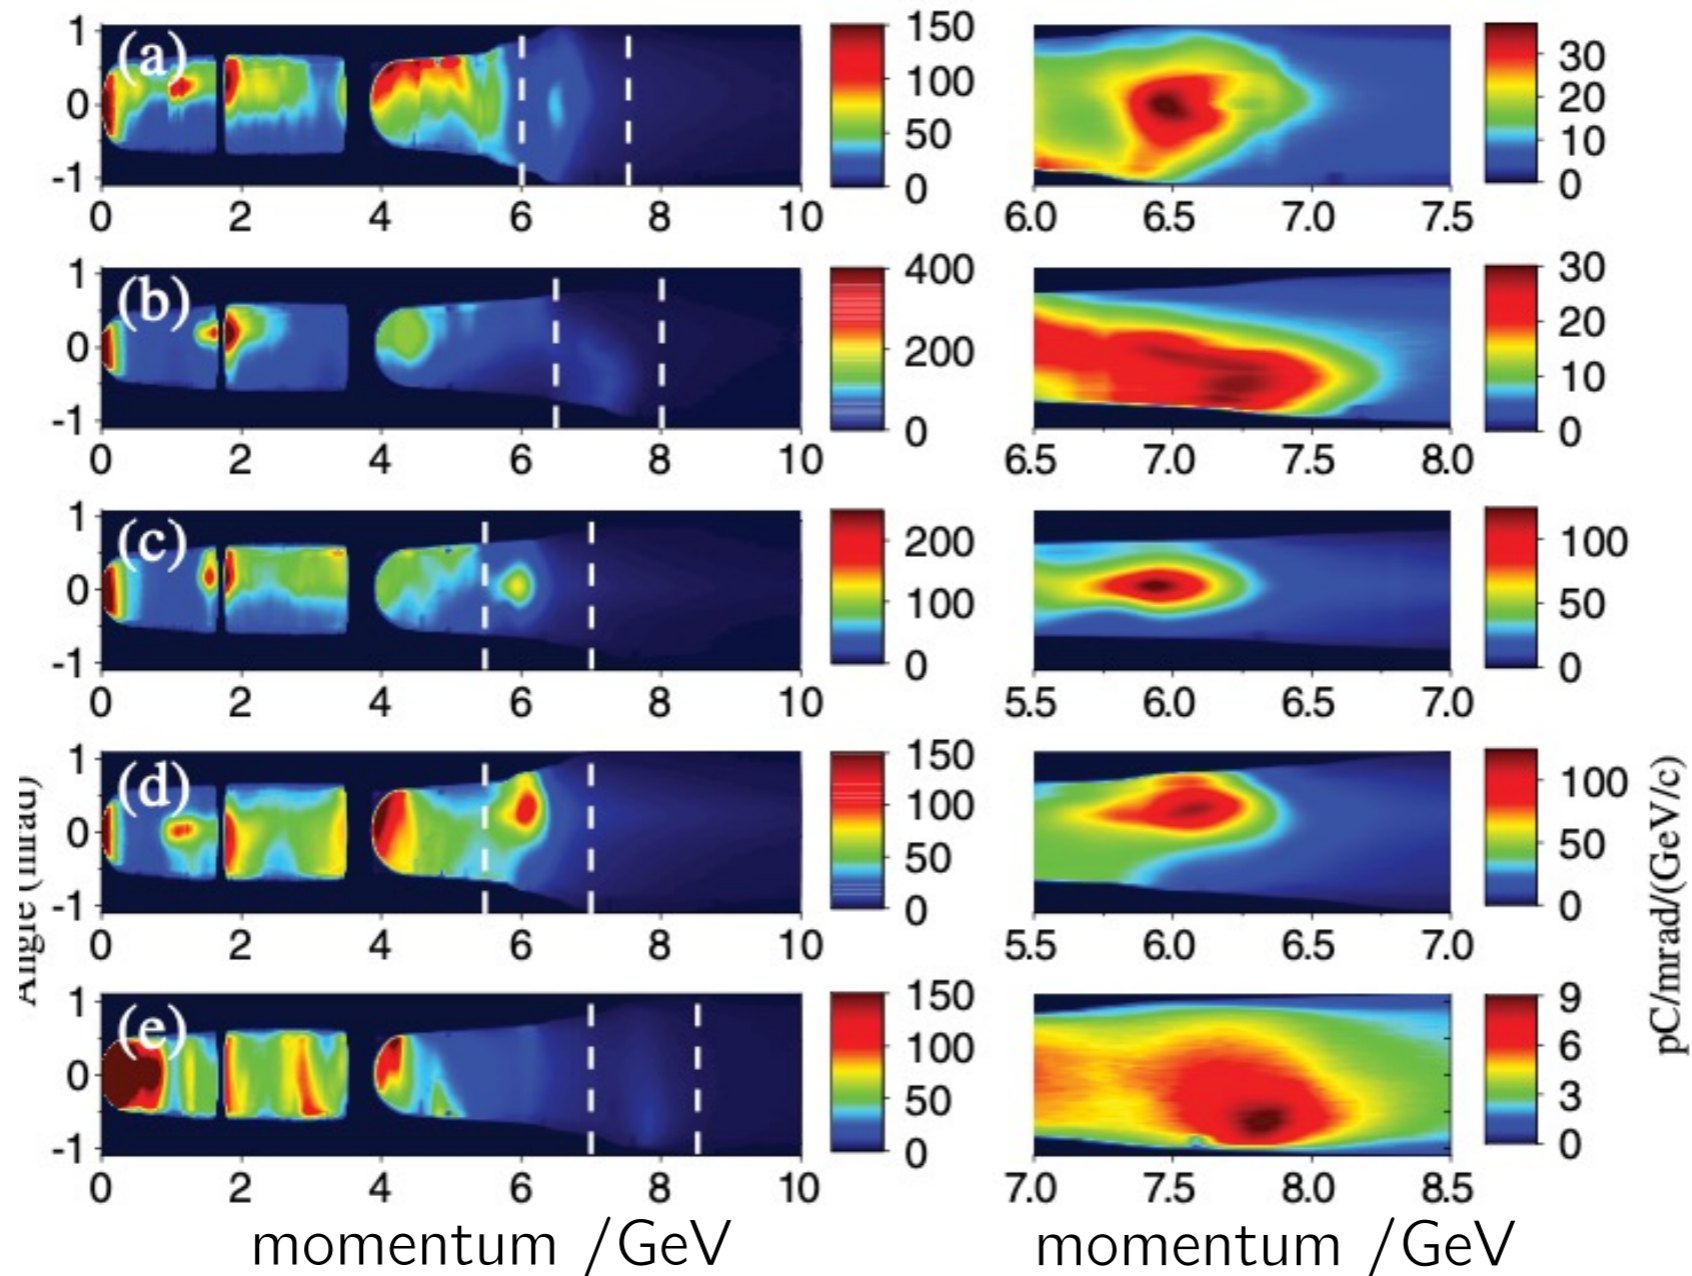 1 (a) 150 30
0 100 20
50 10
-1 0 0
0 2 4 6 8 10 6.0 6.5 7.0 7.5
1 (b) 400 30
0 200 20
10
-1 0 0
0 2 4 6 8 10 6.5 7.0 7.5 8.0
1 (c) 200 100
0 100 50
-1 0 0
0 2 4 6 8 10 5.5 6.0 6.5 7.0
1 (d) 150 100
0 100 50
50
-1 0 0
0 2 4 6 8 10 5.5 6.0 6.5 7.0
1 (e) 150 9
0 100 6
50 3
-1 0 0
0 2 4 6 8 10 7.0 7.5 8.0 8.5
Angle (mrad)
pC/mrad/(GeV/c)
momentum /GeV momentum /GeV